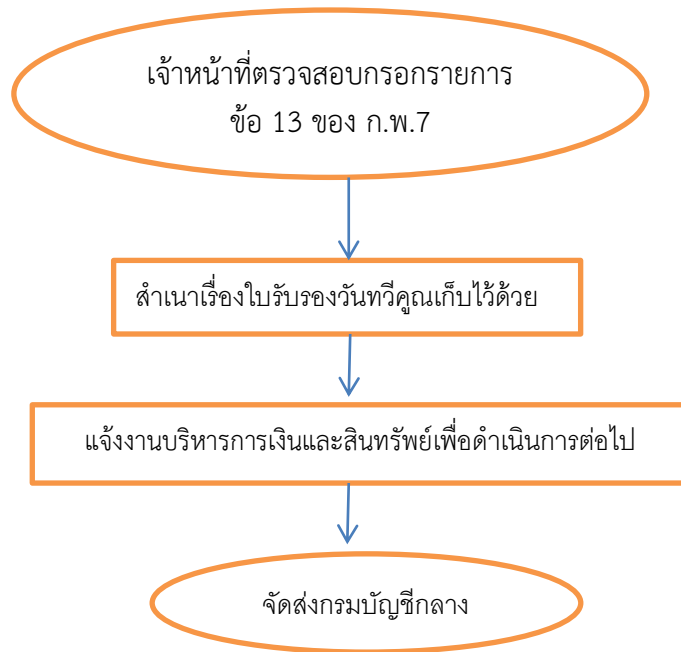 เจ้าหน้าที่ตรวจสอบกรอกรายการ
ข้อ 13 ของ ก.พ.7
สำเนาเรื่องใบรับรองวันทวีคูณเก็บไว้ด้วย
แจ้งงานบริหารการเงินและสินทรัพย์เพื่อดำเนินการต่อไป
จัดส่งกรมบัญชีกลาง